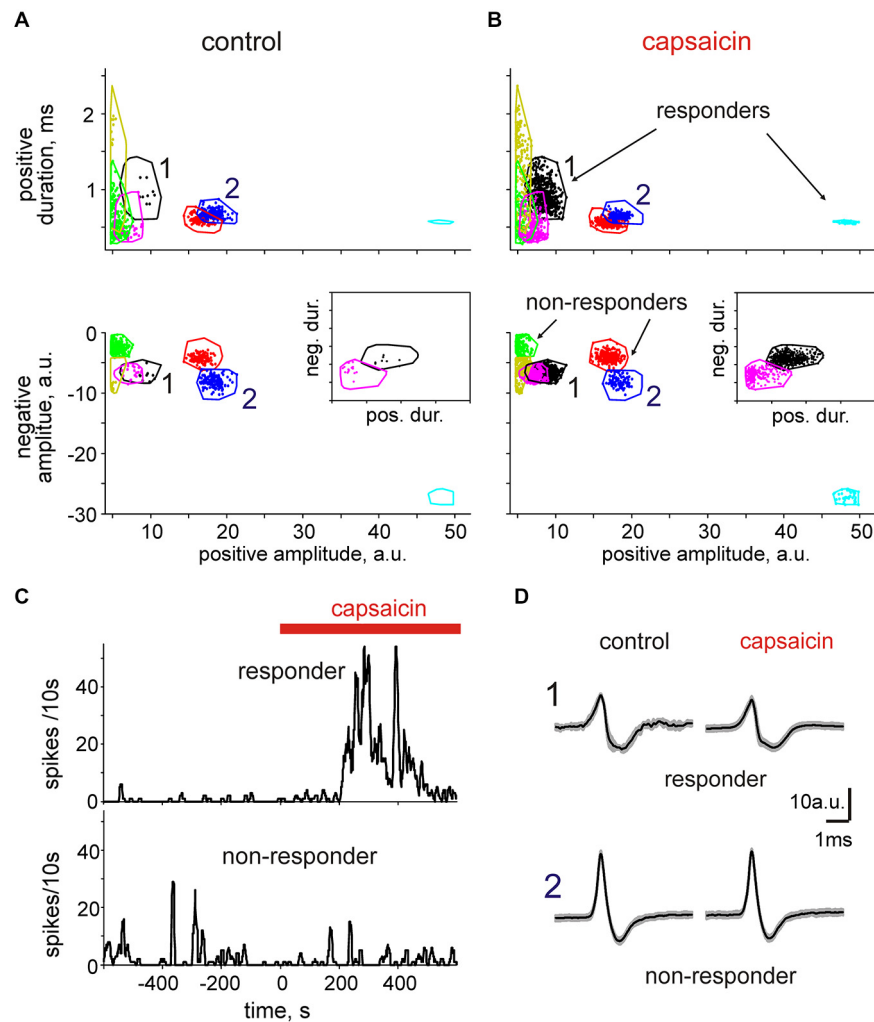 A
B
control
capsaicin
positive
duration, ms
2
1
1
2
responders
1
2
negative
amplitue, a.u.
0
-10
-20
-30
1
2
neg. dur.
pos. dur.
10
20
30
40
50
positive amplitude, a.u.
non-responders
1
2
neg. dur.
pos. dur.
10
20
30
40
50
positive amplitude, a.u.
C
capsaicin
responder
spikes /10s
40
20
0
non-responder
spikes/10s
40
20
0
-400
-200
0
200
400
time, s
D
control
capsaicin
1
responder
10a.u.
1ms
2
non-responder